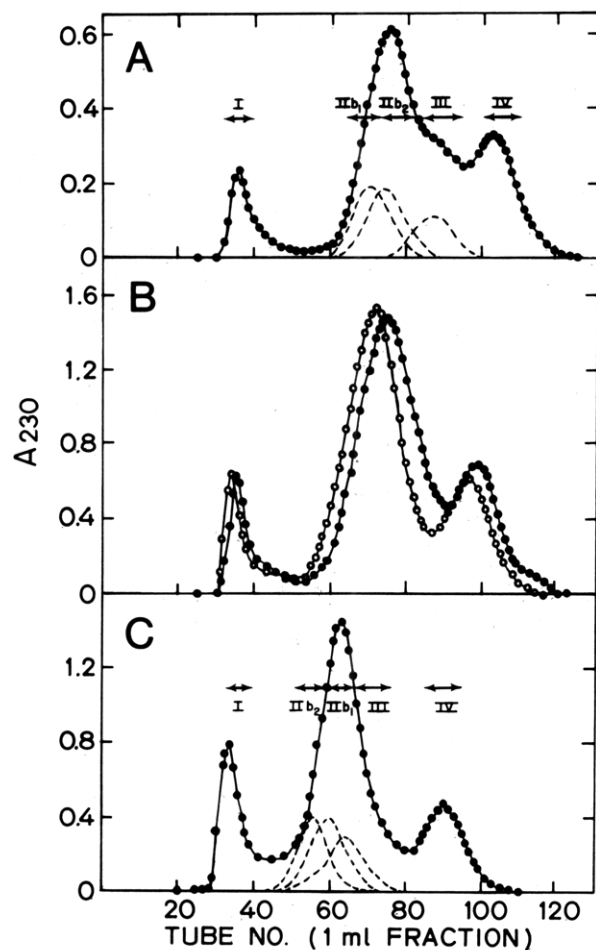 A
0.6
0.4
0.2
0
I
IIb1
IIb2
III
IV
B
1.6
1.2
0.8
0.4
0
A230
C
1.2
0.8
0.4
0
I
IIb2
IIb1
III
IV
20 40 60 80 100 120
TUBE NO. (1 ml FRACTION)